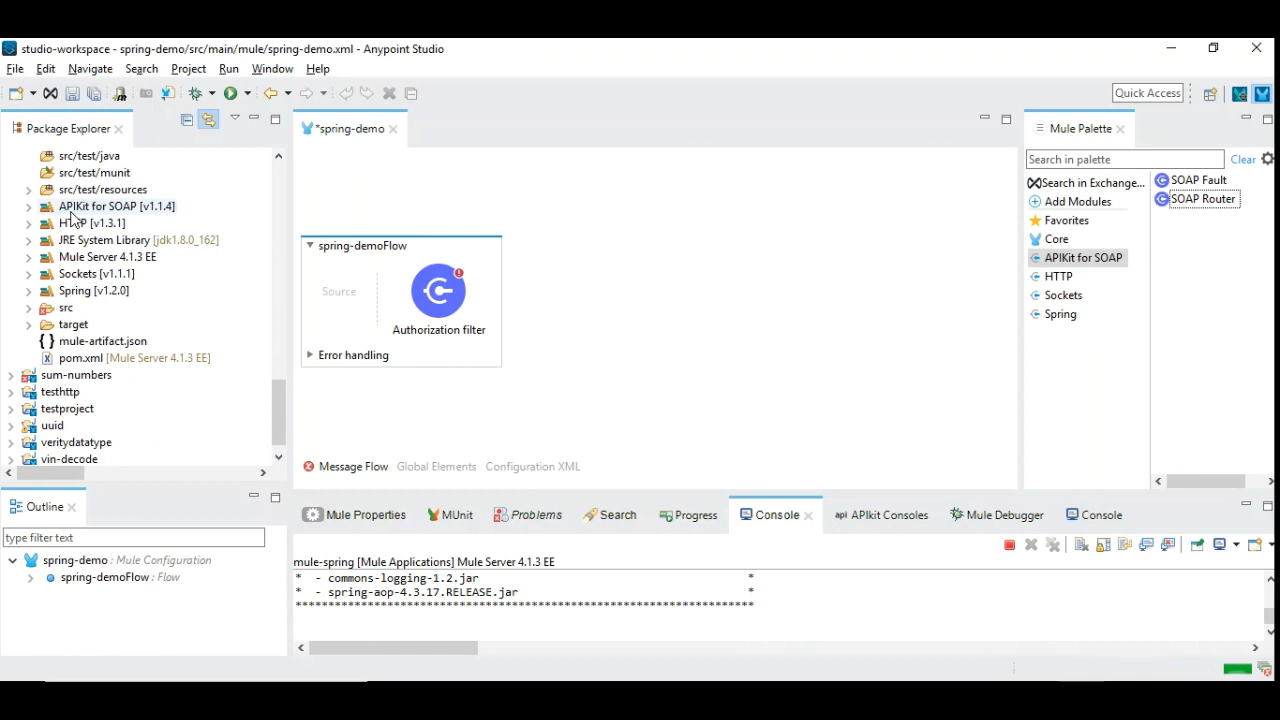 studio-workspace - spring-demo/src/main/mule/spring-demo.xml - Anypoint Studio
File Edit Navigate Search Project Run Window Help
Quick Access
Package Explorer
src/test/java
src/test/munit
src/test/resources
APIKit for SOAP [v1.1.4]
HTTP [v1.3.1]
JRE System Library [jdk1.8.0_162]
Mule Server 4.1.3 EE
Sockets [v1.1.1]
Spring [v1.2.0]
src
target
mule-artifact.json
pom.xml [Mule Server 4.1.3 EE]
sum-numbers
testhttp
testproject
uuid
veritydatatype
vin-decode
Outline
type filter text
spring-demo : Mule Configuration
spring-demoFlow : Flow
*spring-demo
spring-demoFlow
Source
Authorization filter
Error handling
Message Flow Global Elements Configuration XML
Mule Palette
Search in palette Clear
Search in Exchange...
Add Modules
Favorites
Core
APIKit for SOAP
HTTP
Sockets
Spring
SOAP Fault
SOAP Router
Mule Properties MUnit Problems Search Progress Console api APIkit Consoles Mule Debugger Console
mule-spring [Mule Applications] Mule Server 4.1.3 EE
* - commons-logging-1.2.jar *
* - spring-aop-4.3.17.RELEASE.jar *
**********************************************************************